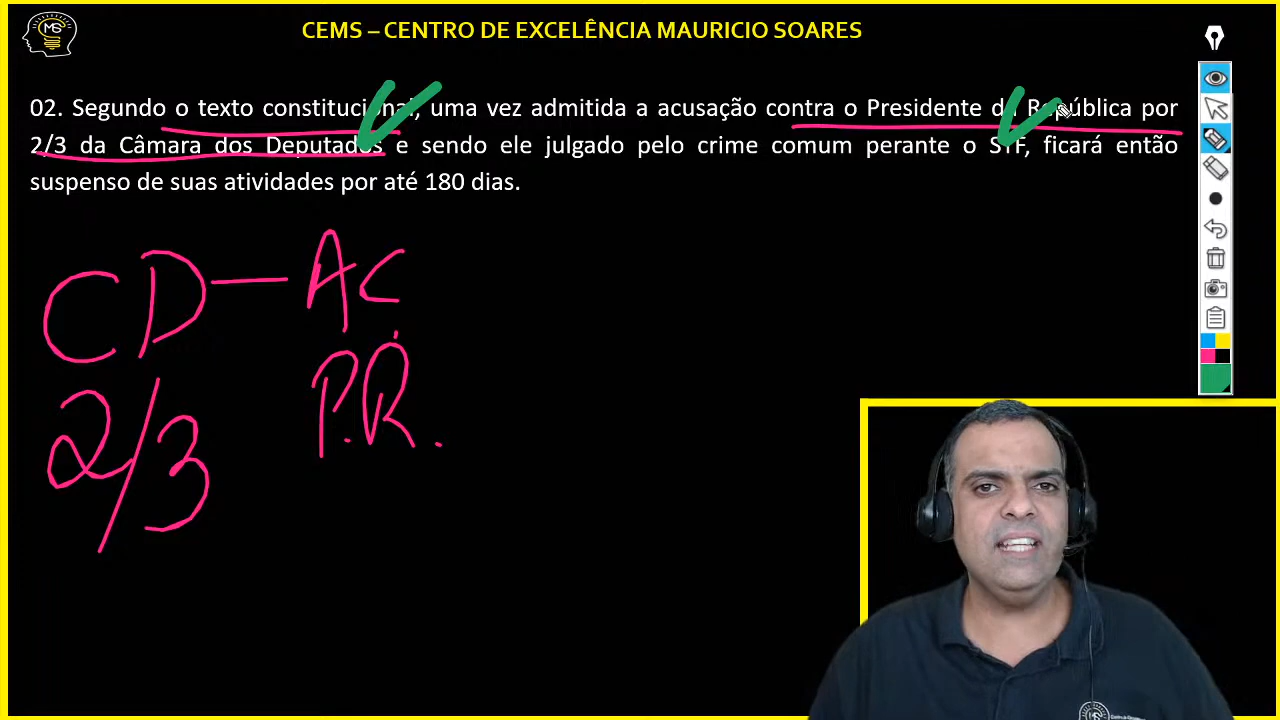 MS
CEMS – CENTRO DE EXCELÊNCIA MAURICIO SOARES
02. Segundo o texto constitucional, uma vez admitida a acusação contra o Presidente da República por
2/3 da Câmara dos Deputados e sendo ele julgado pelo crime comum perante o STF, ficará então
suspenso de suas atividades por até 180 dias.
CD — AC
P.R.
2/3
MS